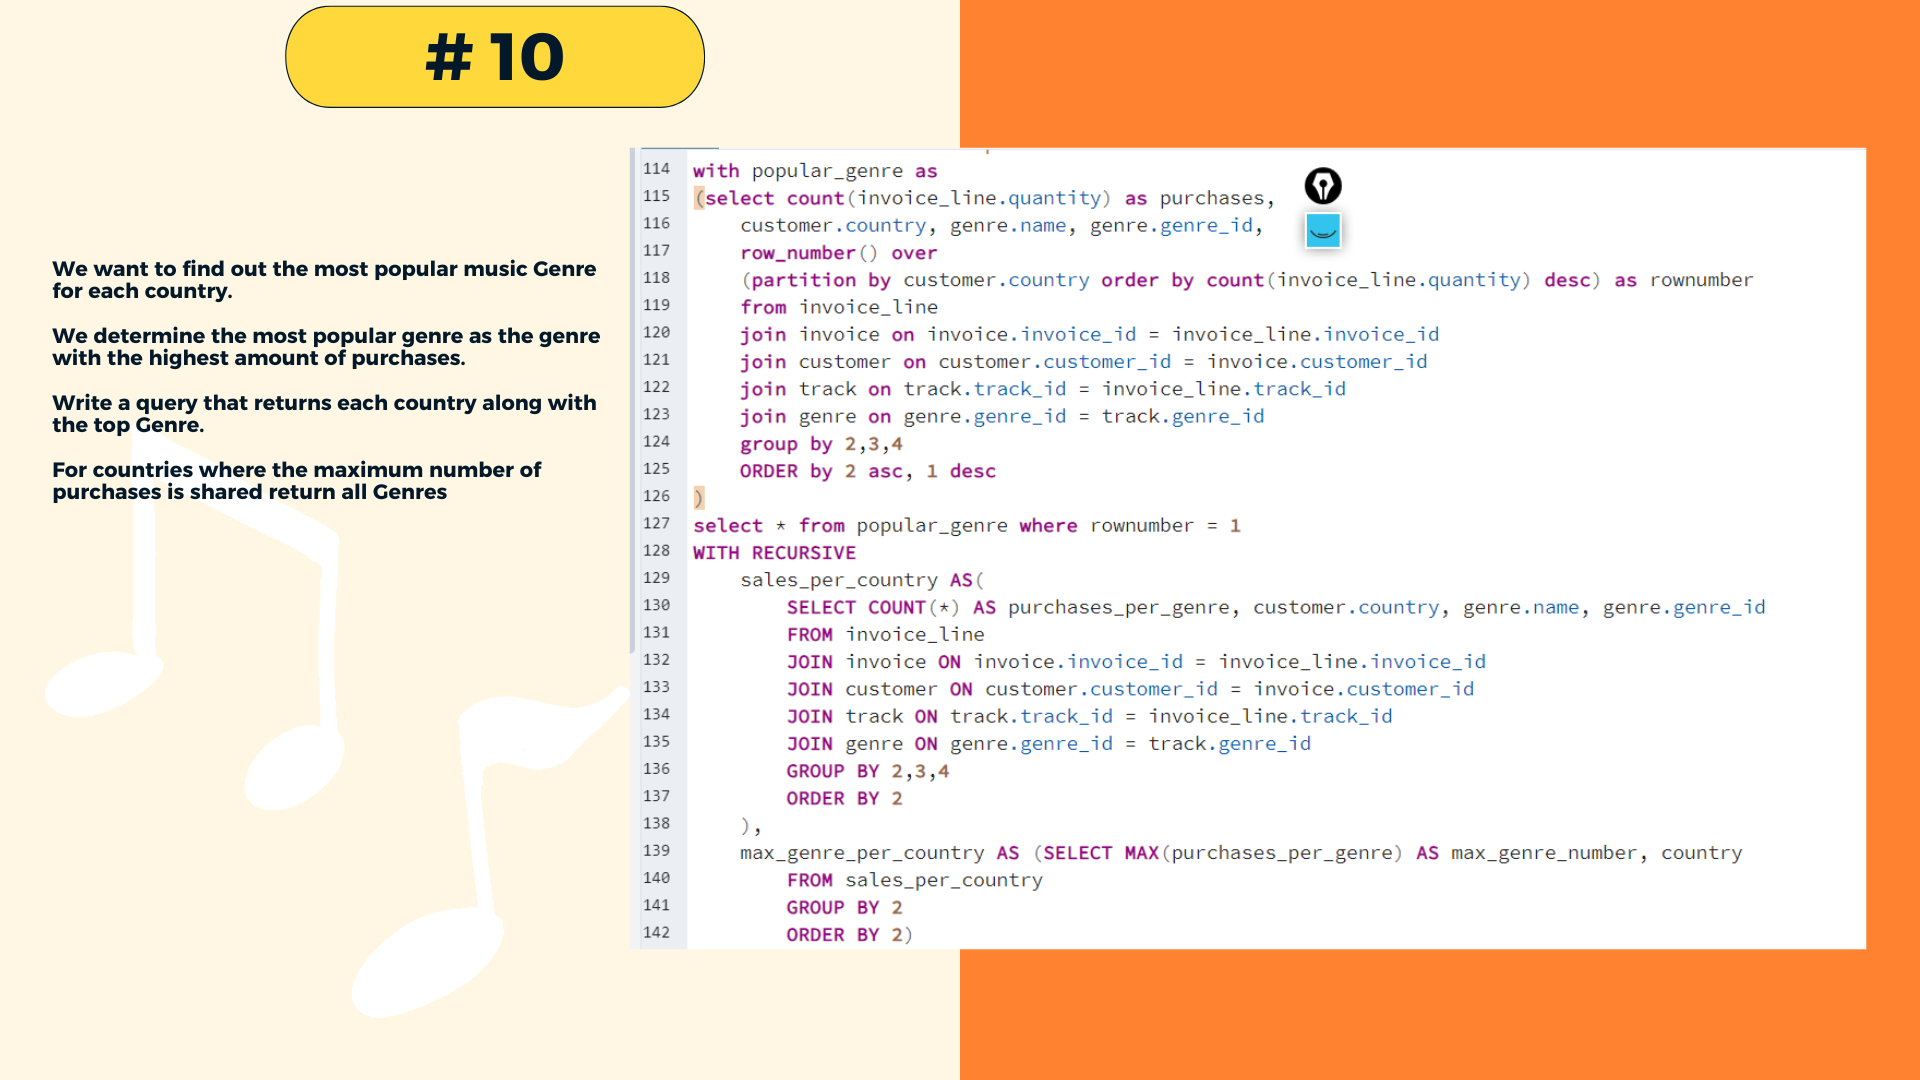 # 10
We want to find out the most popular music Genre
for each country.
We determine the most popular genre as the genre
with the highest amount of purchases.
Write a query that returns each country along with
the top Genre.
For countries where the maximum number of
purchases is shared return all Genres
114 with popular_genre as
115 (select count(invoice_line.quantity) as purchases,
116 customer.country, genre.name, genre.genre_id,
117 row_number() over
118 (partition by customer.country order by count(invoice_line.quantity) desc) as rownumber
119 from invoice_line
120 join invoice on invoice.invoice_id = invoice_line.invoice_id
121 join customer on customer.customer_id = invoice.customer_id
122 join track on track.track_id = invoice_line.track_id
123 join genre on genre.genre_id = track.genre_id
124 group by 2,3,4
125 ORDER by 2 asc, 1 desc
126 )
127 select * from popular_genre where rownumber = 1
128 WITH RECURSIVE
129 sales_per_country AS(
130 SELECT COUNT(*) AS purchases_per_genre, customer.country, genre.name, genre.genre_id
131 FROM invoice_line
132 JOIN invoice ON invoice.invoice_id = invoice_line.invoice_id
133 JOIN customer ON customer.customer_id = invoice.customer_id
134 JOIN track ON track.track_id = invoice_line.track_id
135 JOIN genre ON genre.genre_id = track.genre_id
136 GROUP BY 2,3,4
137 ORDER BY 2
138 ),
139 max_genre_per_country AS (SELECT MAX(purchases_per_genre) AS max_genre_number, country
140 FROM sales_per_country
141 GROUP BY 2
142 ORDER BY 2)